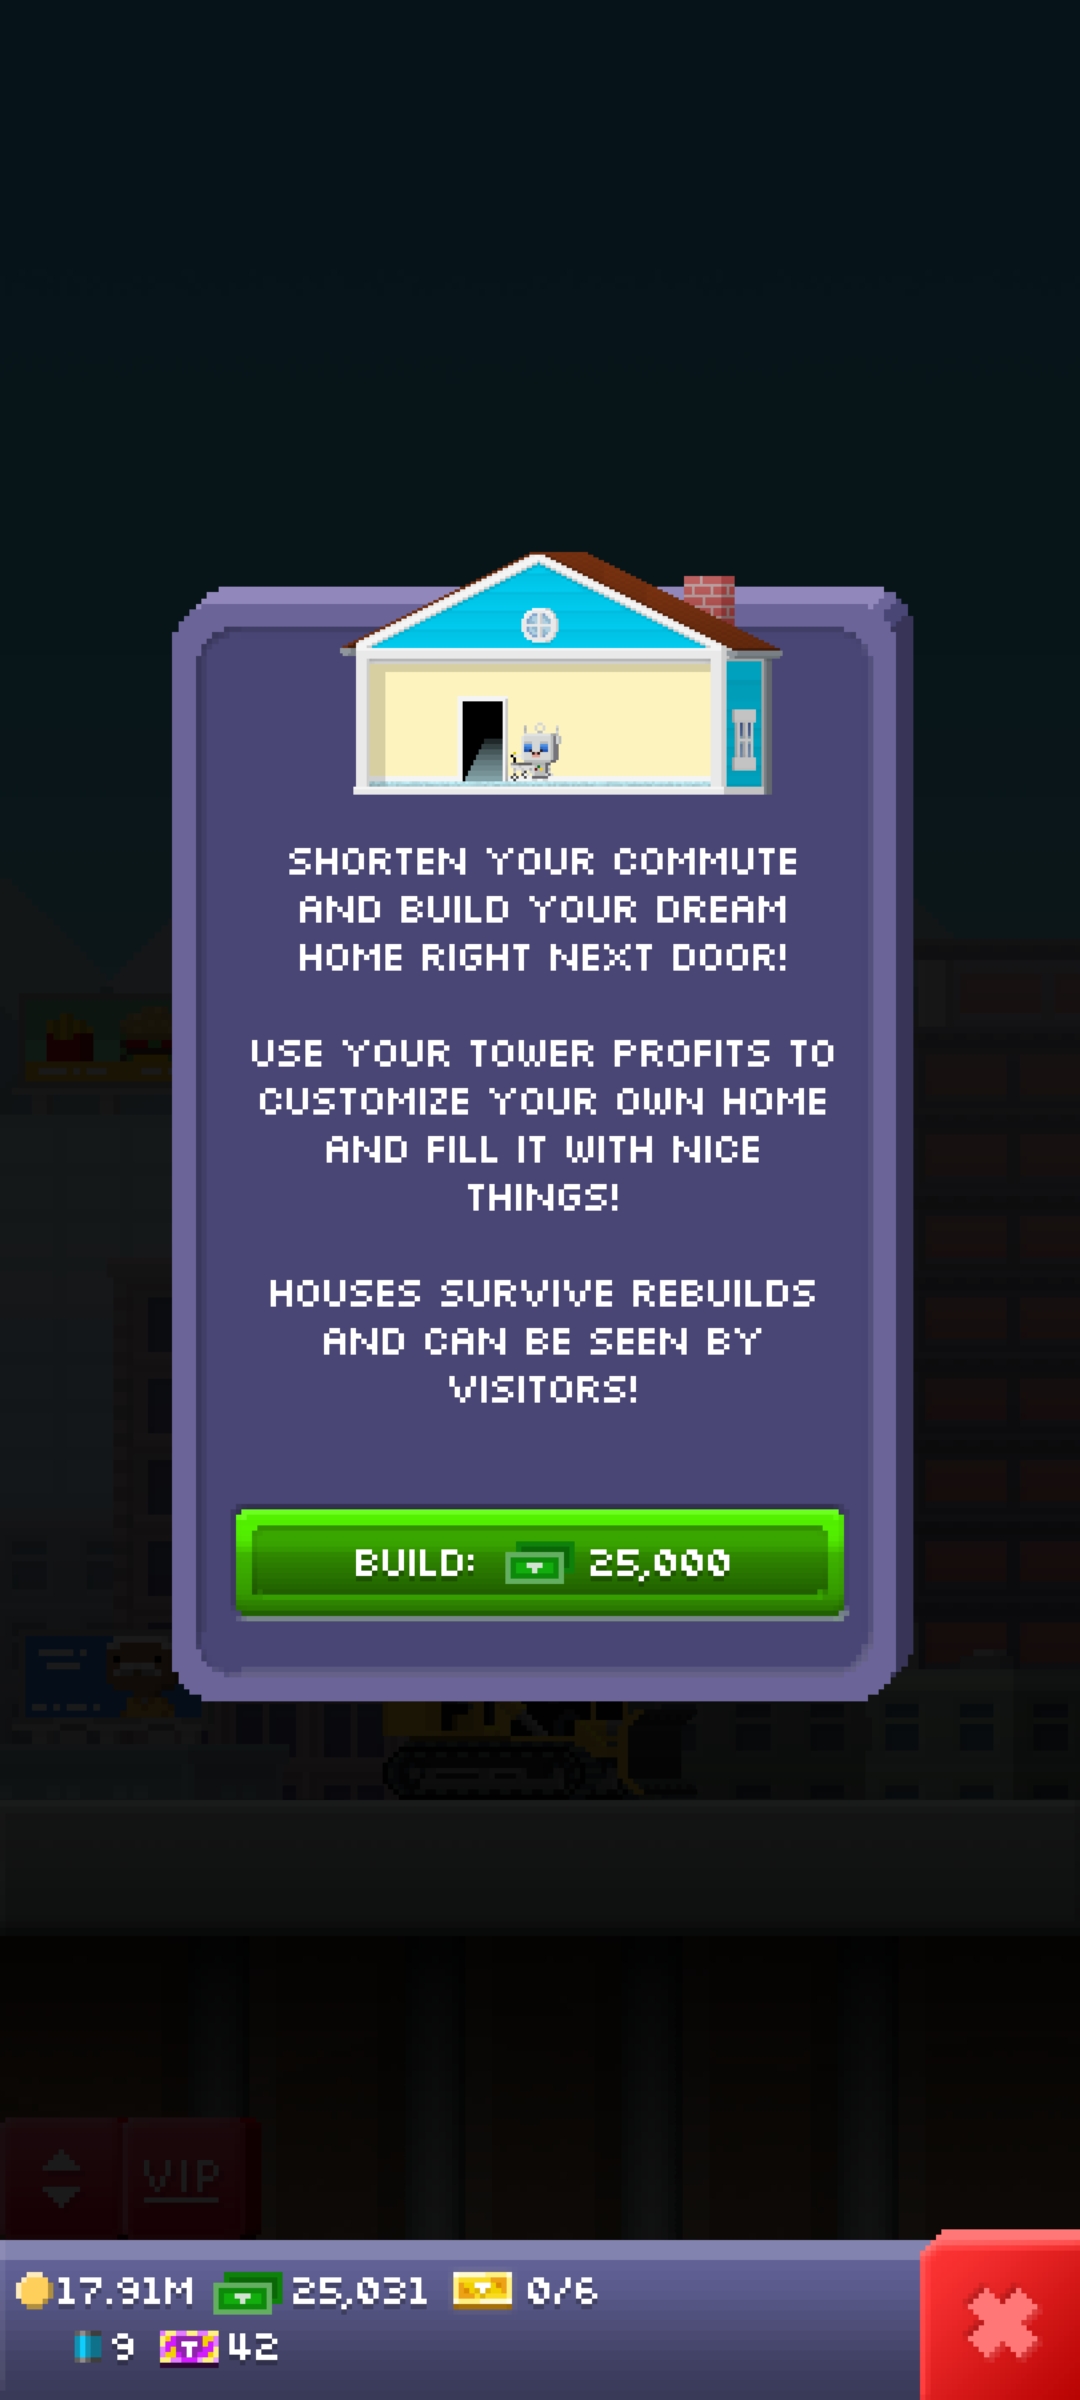 SHORTEN YOUR COMMUTE
AND BUILD YOUR DREAM
HOME RIGHT NEXT DOOR!
USE YOUR TOWER PROFITS TO
CUSTOMIZE YOUR OWN HOME
AND FILL IT WITH NICE
THINGS!
HOUSES SURVIVE REBUILDS
AND CAN BE SEEN BY
VISITORS!
BUILD: 25,000
VIP
17.91M 25,031 0/6
9 42